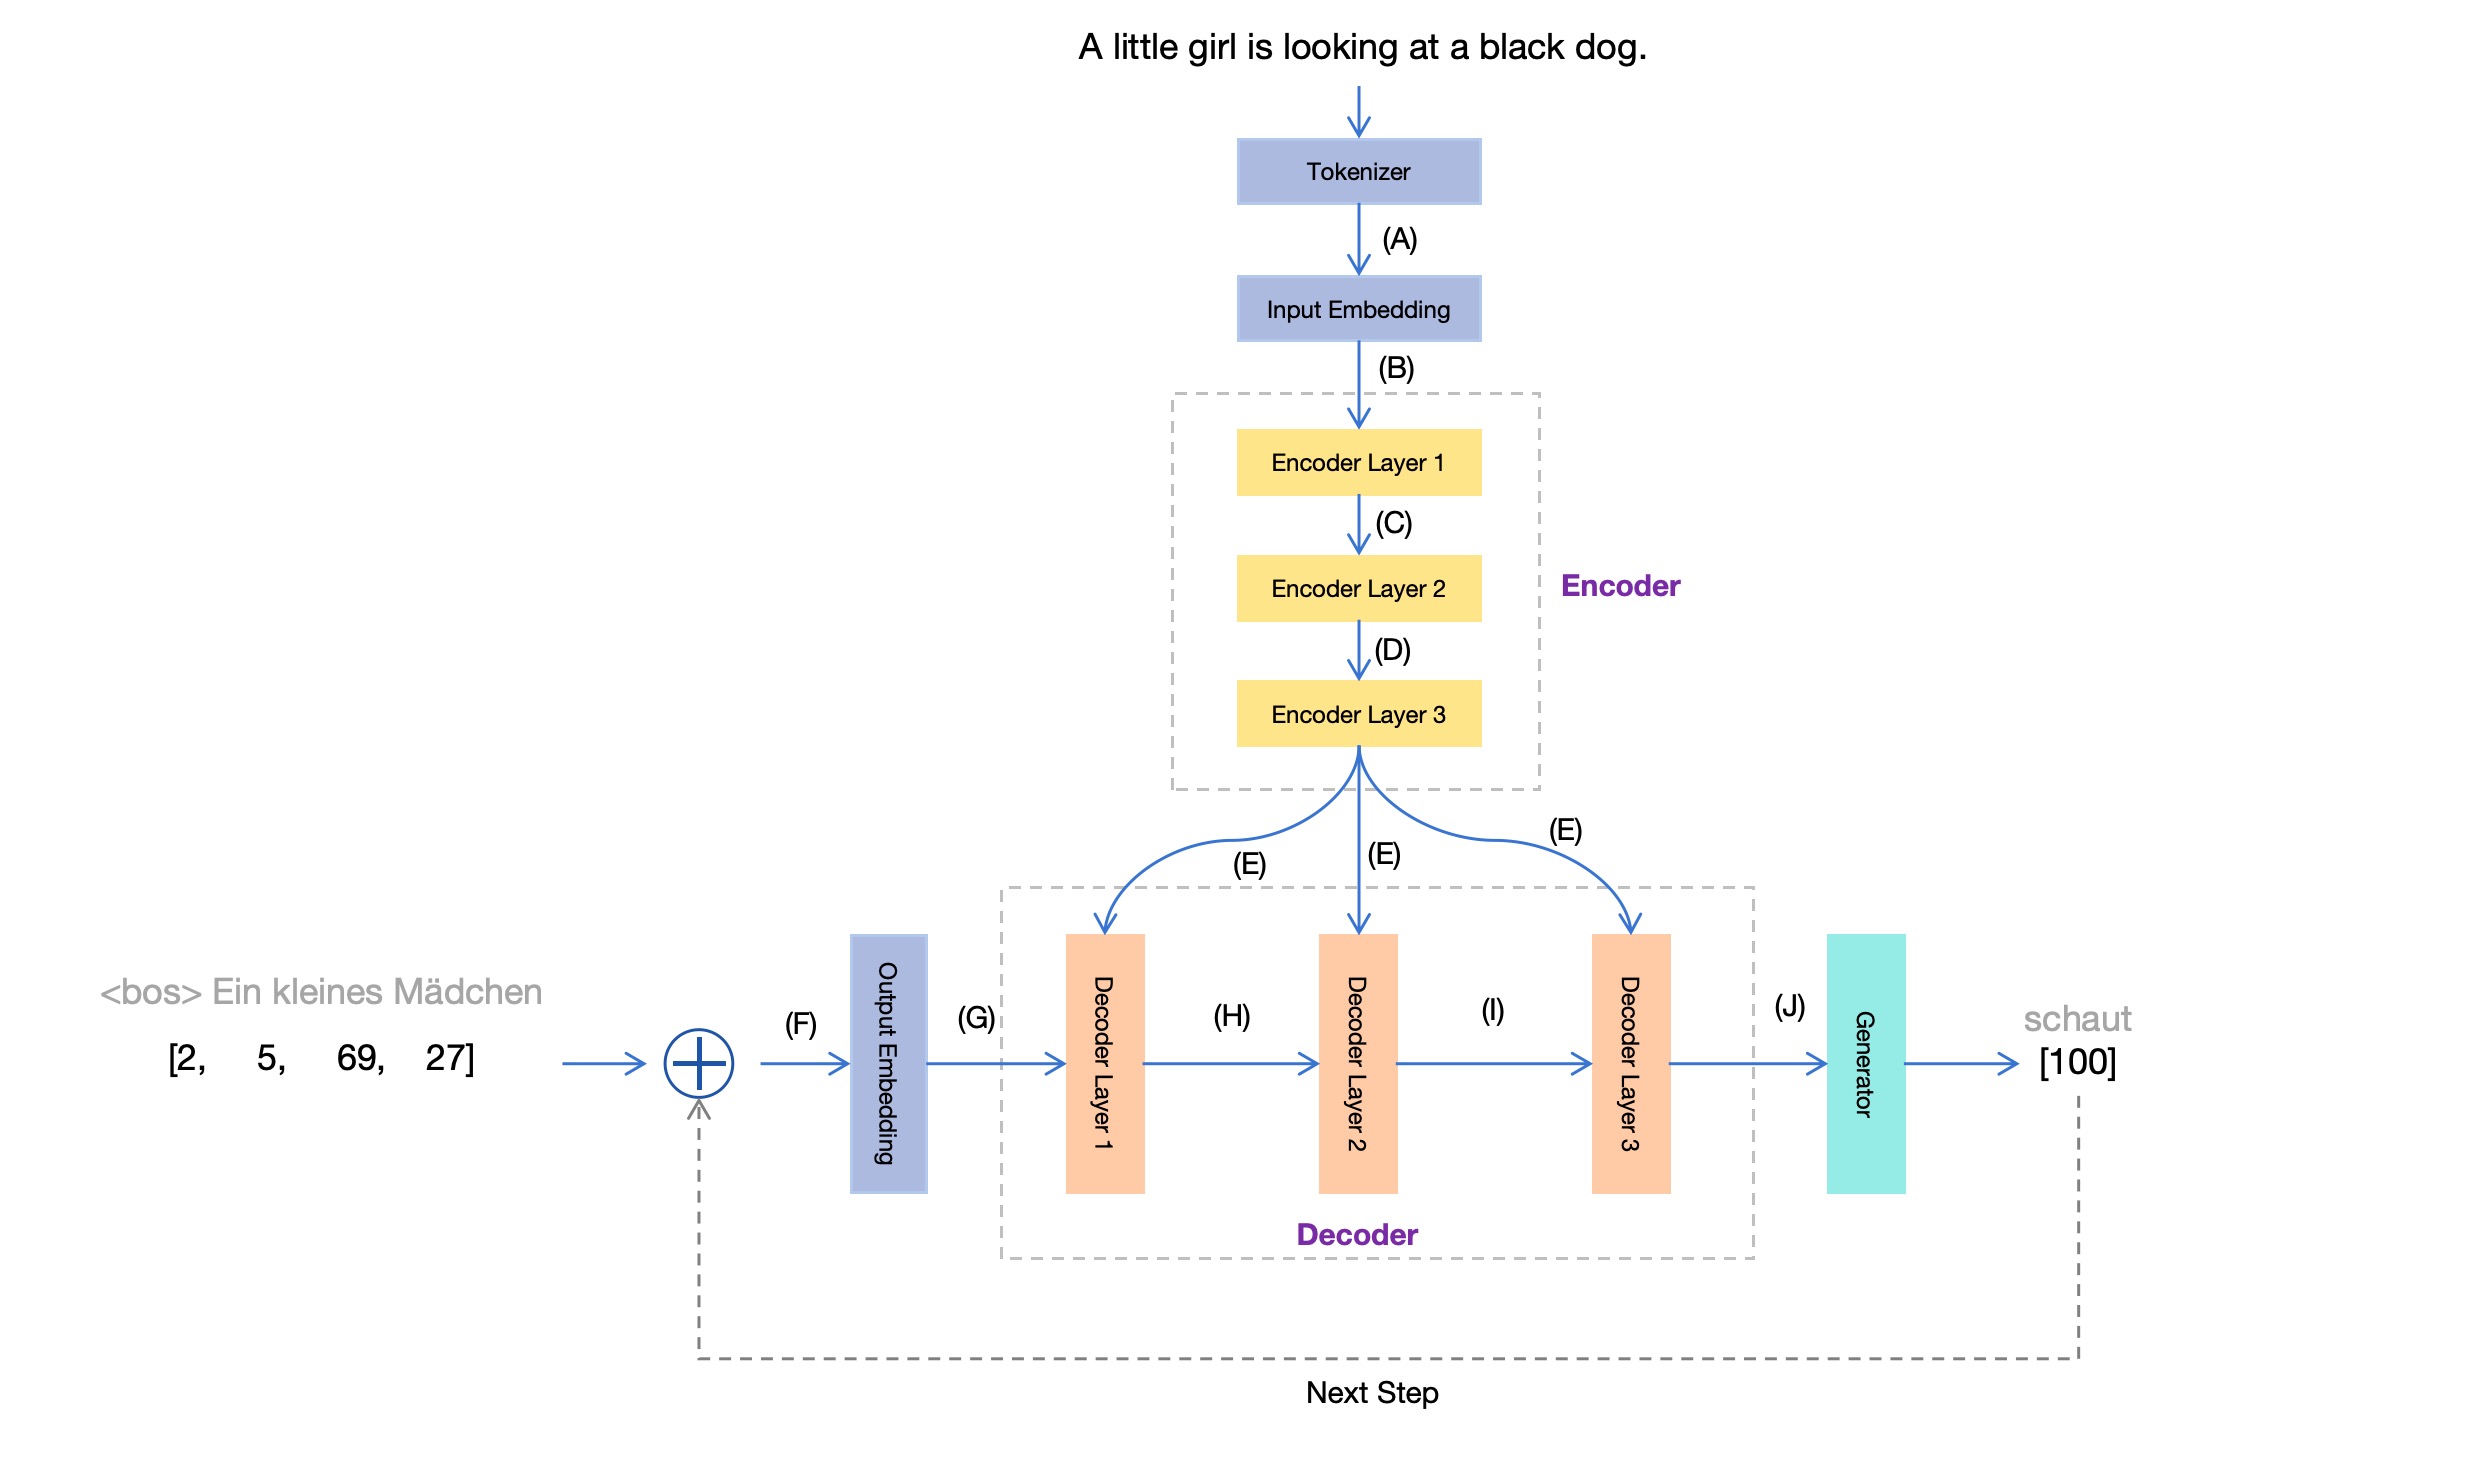 A little girl is looking at a black dog.
Tokenizer
(A)
Input Embedding
(B)
Encoder Layer 1
(C)
Encoder Layer 2
Encoder
(D)
Encoder Layer 3
(E)
(E)
(E)
<bos> Ein kleines Mädchen
[2, 5, 69, 27]
(F)
Output Embedding
(G)
Decoder Layer 1
(H)
Decoder Layer 2
(I)
Decoder Layer 3
(J)
Generator
schaut
[100]
Decoder
Next Step